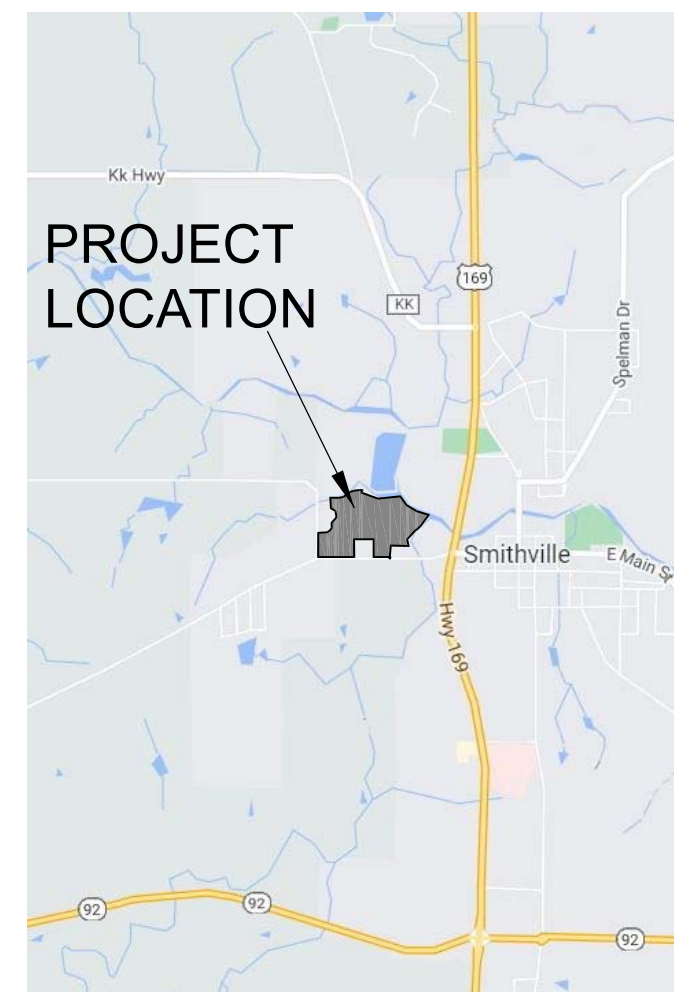 Kk Hwy
PROJECT
LOCATION
169
KK
Spelman Dr
Smithville
E Main St
Hwy 169
92
92
92